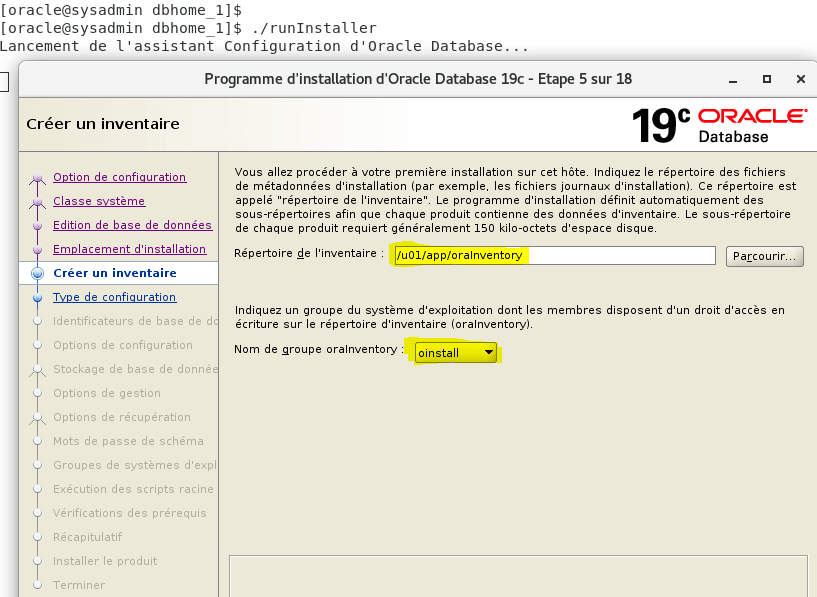 [oracle@sysadmin dbhome_1]$
[oracle@sysadmin dbhome_1]$ ./runInstaller
Lancement de l'assistant Configuration d'Oracle Database...
Programme d'installation d'Oracle Database 19c - Etape 5 sur 18
Créer un inventaire
19c ORACLE
Database
Option de configuration
Classe système
Edition de base de données
Emplacement d'installation
Créer un inventaire
Type de configuration
Identificateurs de base de do
Options de configuration
Stockage de base de donnée
Options de gestion
Options de récupération
Mots de passe de schéma
Groupes de systèmes d'expl
Exécution des scripts racine
Vérifications des prérequis
Récapitulatif
Installer le produit
Terminer
Vous allez procéder à votre première installation sur cet hôte. Indiquez le répertoire des fichiers
de métadonnées d'installation (par exemple, les fichiers journaux d'installation). Ce répertoire est
appelé "répertoire de l'inventaire". Le programme d'installation définit automatiquement des
sous-répertoires afin que chaque produit contienne des données d'inventaire. Le sous-répertoire
de chaque produit requiert généralement 150 kilo-octets d'espace disque.
Répertoire de l'inventaire : /u01/app/oraInventory Parcourir...
Indiquez un groupe du système d'exploitation dont les membres disposent d'un droit d'accès en
écriture sur le répertoire d'inventaire (oraInventory).
Nom de groupe oraInventory : oinstall